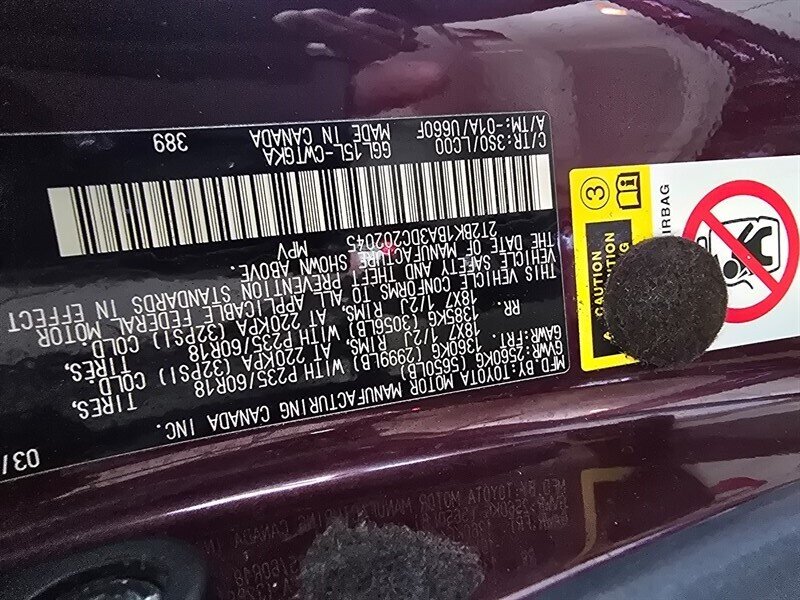 MFD. BY: TOYOTA MOTOR MANUFACTURING CANADA INC. 03/
GVWR: 2560KG (5650LB)
GAWR: FRT. 1360KG (2999LB) WITH P235/60R18 TIRES,
18X7 1/2J RIMS, AT 220KPA (32PSI) COLD
RR. 1385KG (3056LB) WITH P235/60R18 TIRES,
18X7 1/2J RIMS, AT 220KPA (32PSI) COLD
THIS VEHICLE CONFORMS TO ALL APPLICABLE FEDERAL MOTOR
VEHICLE SAFETY AND THEFT PREVENTION STANDARDS IN EFFECT ON
THE DATE OF MANUFACTURE SHOWN ABOVE.
2T2BK1BA3DC202045 MPV
C/TR: 3S0/LC00 GGL15L-CWTGKA 389
A/TM:-01A/U660F MADE IN CANADA
3
CAUTION
AIRBAG